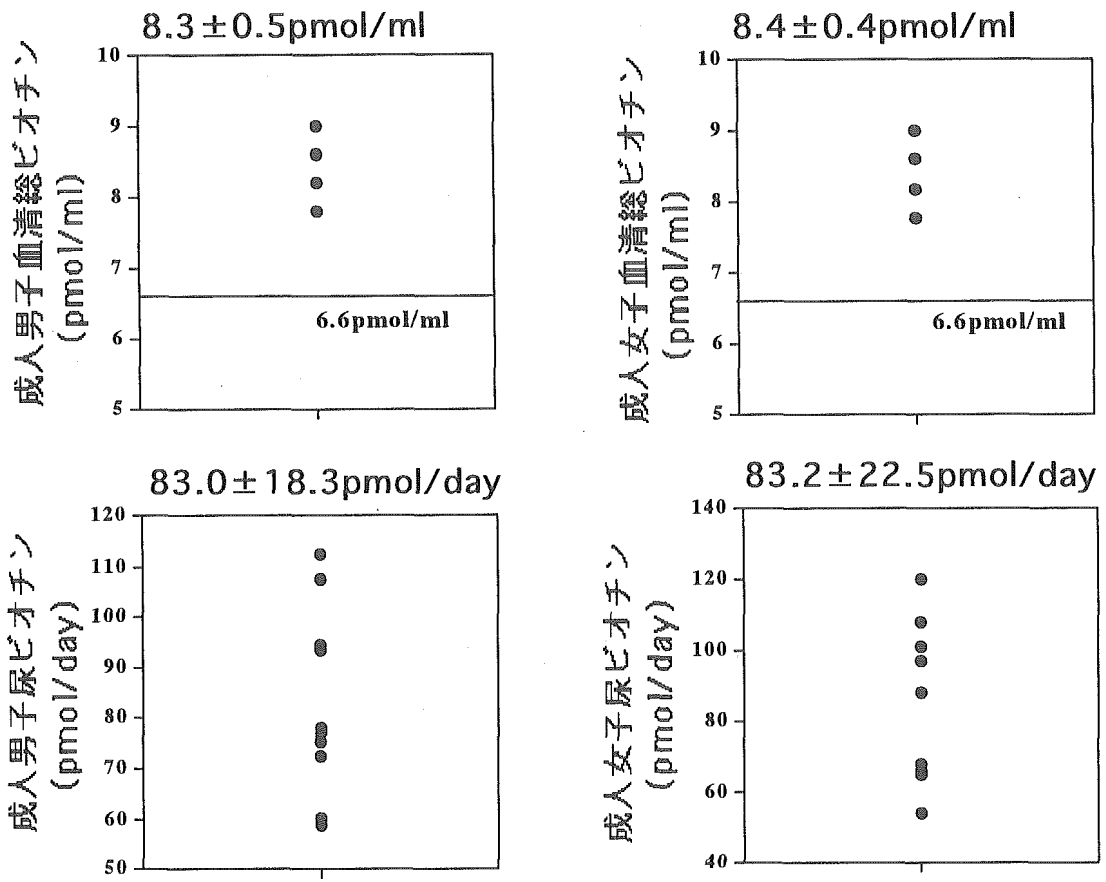 8.3±0.5pmol/ml
成人男子血清総ビオチン
(pmol/ml)
10
9
8
7
6
5
6.6pmol/ml
8.4±0.4pmol/ml
成人女子血清総ビオチン
(pmol/ml)
10
9
8
7
6
5
6.6pmol/ml
83.0±18.3pmol/day
成人男子尿ビオチン
(pmol/day)
120
110
100
90
80
70
60
50
83.2±22.5pmol/day
成人女子尿ビオチン
(pmol/day)
140
120
100
80
60
40